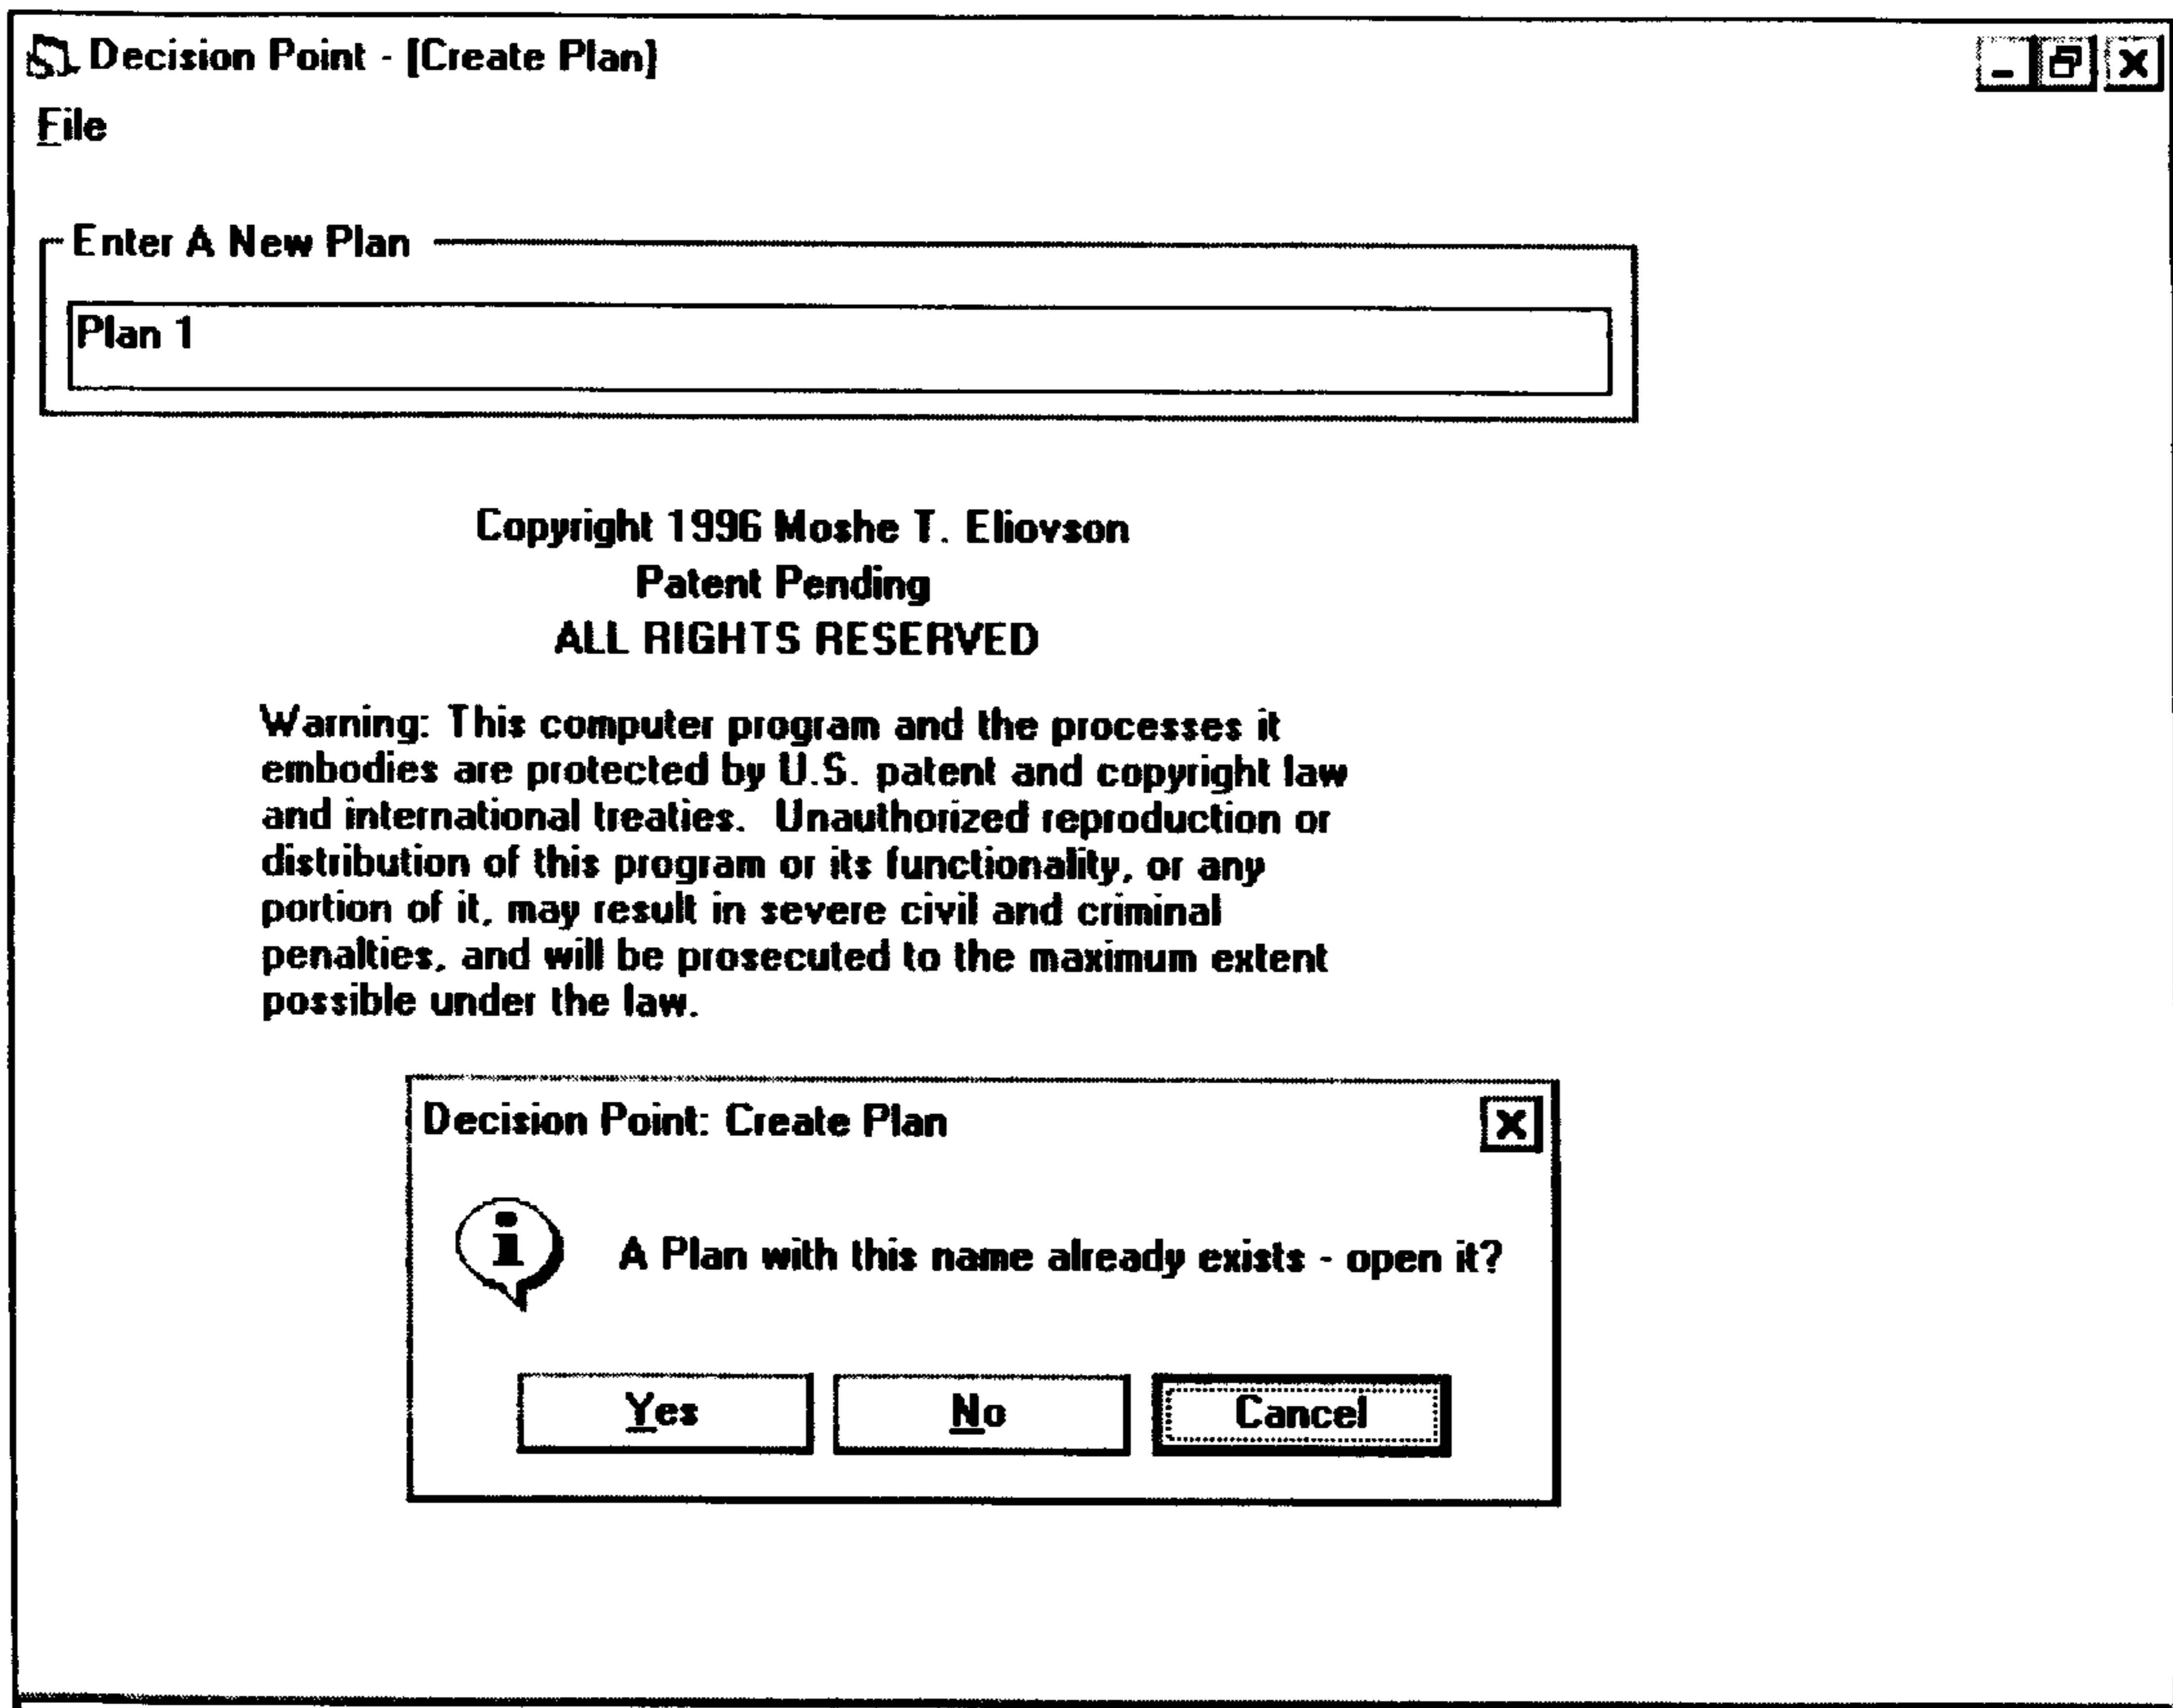 Decision Point - [Create Plan]
File
Enter A New Plan
Plan 1
Copyright 1996 Moshe T. Eliovson
Patent Pending
ALL RIGHTS RESERVED
Warning: This computer program and the processes it
embodies are protected by U.S. patent and copyright law
and international treaties. Unauthorized reproduction or
distribution of this program or its functionality, or any
portion of it, may result in severe civil and criminal
penalties, and will be prosecuted to the maximum extent
possible under the law.
Decision Point: Create Plan
A Plan with this name already exists - open it?
Yes No Cancel